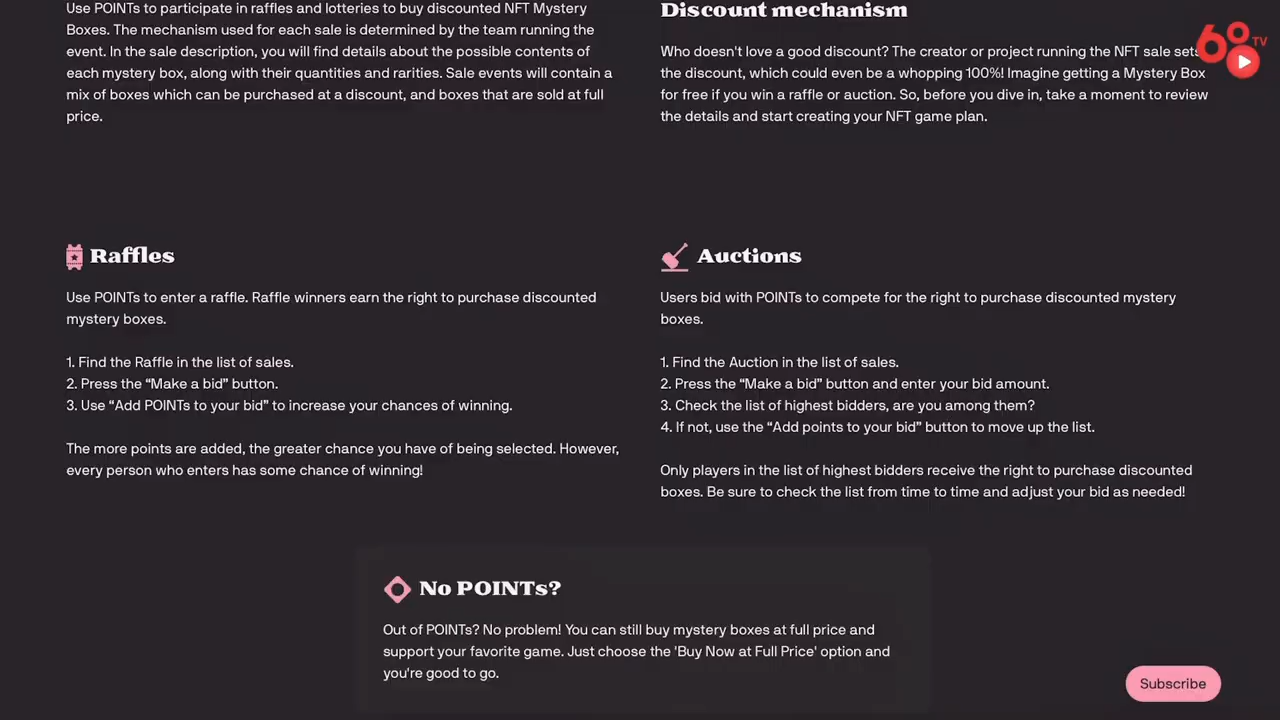 Use POINTs to participate in raffles and lotteries to buy discounted NFT Mystery
Boxes. The mechanism used for each sale is determined by the team running the
event. In the sale description, you will find details about the possible contents of
each mystery box, along with their quantities and rarities. Sale events will contain a
mix of boxes which can be purchased at a discount, and boxes that are sold at full
price.
Discount mechanism
Who doesn't love a good discount? The creator or project running the NFT sale sets
the discount, which could even be a whopping 100%! Imagine getting a Mystery Box
for free if you win a raffle or auction. So, before you dive in, take a moment to review
the details and start creating your NFT game plan.
68
TV
Raffles
Use POINTs to enter a raffle. Raffle winners earn the right to purchase discounted
mystery boxes.
1. Find the Raffle in the list of sales.
2. Press the “Make a bid” button.
3. Use “Add POINTs to your bid” to increase your chances of winning.
The more points are added, the greater chance you have of being selected. However,
every person who enters has some chance of winning!
Auctions
Users bid with POINTs to compete for the right to purchase discounted mystery
boxes.
1. Find the Auction in the list of sales.
2. Press the “Make a bid” button and enter your bid amount.
3. Check the list of highest bidders, are you among them?
4. If not, use the “Add points to your bid” button to move up the list.
Only players in the list of highest bidders receive the right to purchase discounted
boxes. Be sure to check the list from time to time and adjust your bid as needed!
No POINTs?
Out of POINTs? No problem! You can still buy mystery boxes at full price and
support your favorite game. Just choose the 'Buy Now at Full Price' option and
you're good to go.
Subscribe